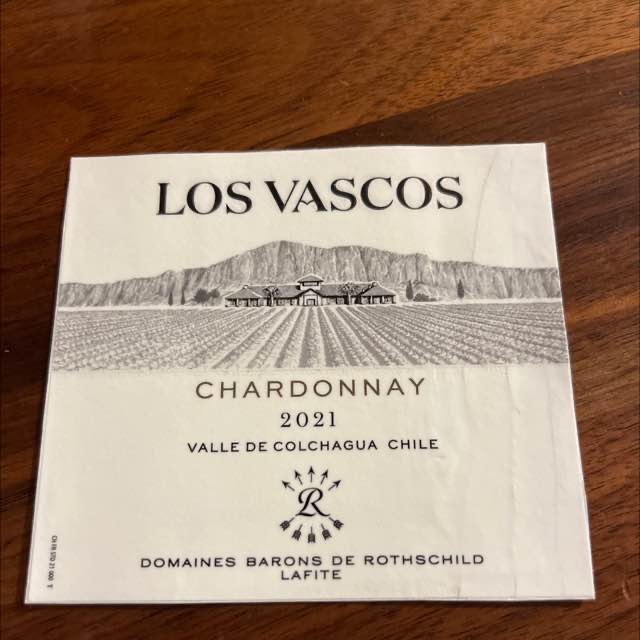 LOS VASCOS
CHARDONNAY
2021
VALLE DE COLCHAGUA CHILE
R
DOMAINES BARONS DE ROTHSCHILD
LAFITE